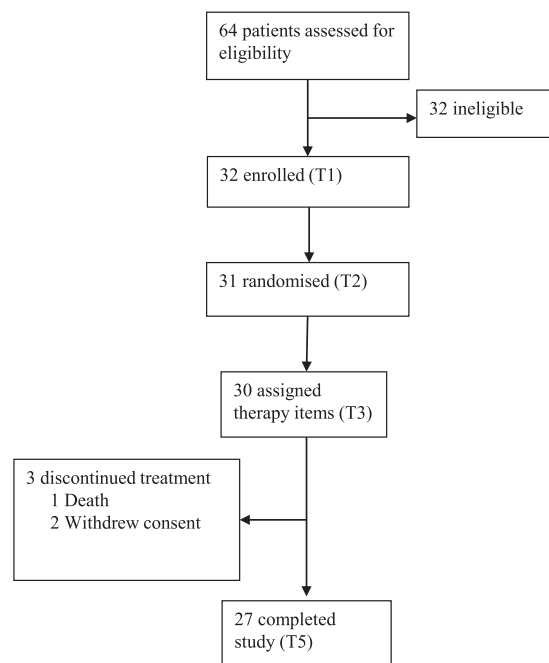 64 patients assessed for
eligibility
32 ineligible
32 enrolled (T1)
31 randomised (T2)
30 assigned
therapy items (T3)
3 discontinued treatment
1 Death
2 Withdrew consent
27 completed
study (T5)